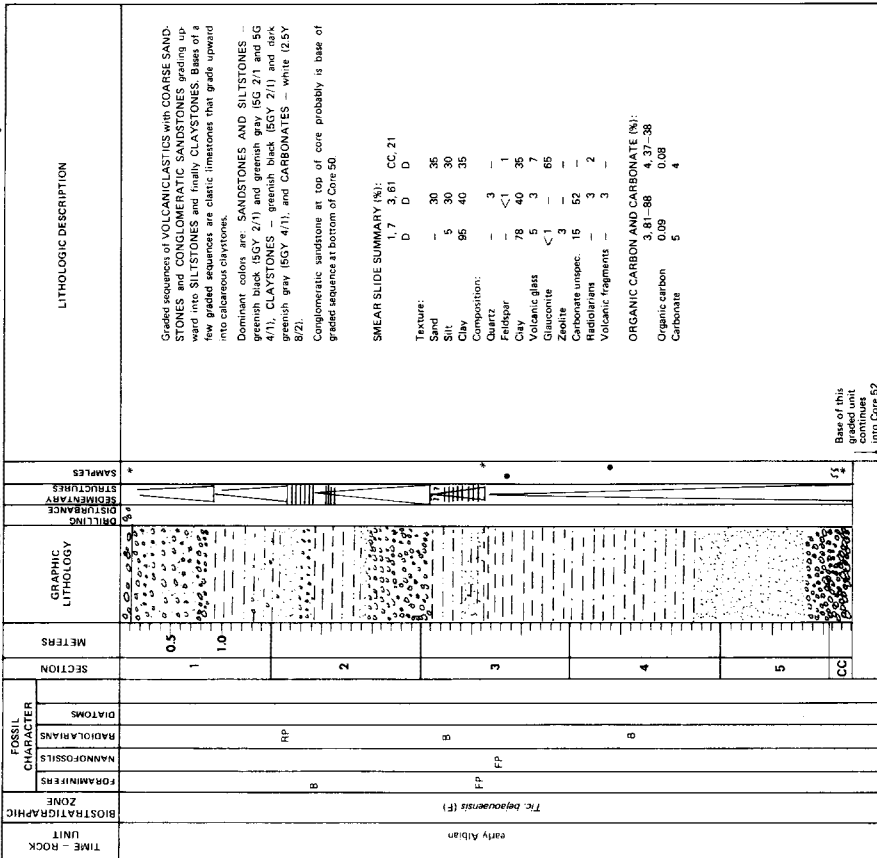 TIME – ROCK
UNIT
BIOSTRATIGRAPHIC
ZONE
FOSSIL
CHARACTER
FORAMINIFERS
NANNOFOSSILS
RADIOLARIANS
DIATOMS
SECTION
METERS
GRAPHIC
LITHOLOGY
DRILLING
DISTURBANCE
SEDIMENTARY
STRUCTURES
SAMPLES
LITHOLOGIC DESCRIPTION
early Albian
Tic. bejaouaensis (F)
B
FP
FP
RP
B
B
1
2
3
4
5
CC
0.5
1.0
*
*
*
Graded sequences of VOLCANICLASTICS with COARSE SAND-
STONES and CONGLOMERATIC SANDSTONES grading up-
ward into SILTSTONES and finally CLAYSTONES. Bases of a
few graded sequences are clastic limestones that grade upward
into calcareous claystones.
Dominant colors are: SANDSTONES AND SILTSTONES –
greenish black (5GY 2/1) and greenish gray (5G 2/1 and 5G
4/1), CLAYSTONES – greenish black (5GY 2/1) and dark
greenish gray (5GY 4/1), and CARBONATES – white (2.5Y
8/2).
Conglomeratic sandstone at top of core probably is base of
graded sequence at bottom of Core 50.
SMEAR SLIDE SUMMARY (%):
1, 7 3, 61 CC, 21
D D D
Texture:
Sand – 30 35
Silt 5 30 30
Clay 95 40 35
Composition:
Quartz – 3 –
Feldspar – <1 1
Clay 78 40 35
Volcanic glass 5 3 7
Glauconite <1 – 65
Zeolite 3 – –
Carbonate unspec. 15 52 –
Radiolarians – 3 2
Volcanic fragments – 3 –
ORGANIC CARBON AND CARBONATE (%):
3, 81–88 4, 37–38
Organic carbon 0.09 0.08
Carbonate 5 4
Base of this
graded unit
continues
into Core 52